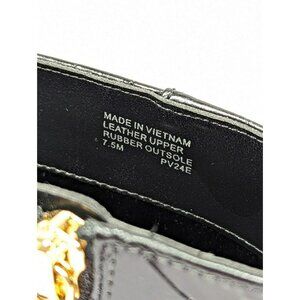 MADE IN VIETNAM
LEATHER UPPER
RUBBER OUTSOLE
7.5M PV24E